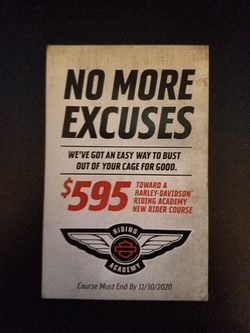 NO MORE
EXCUSES
WE'VE GOT AN EASY WAY TO BUST
OUT OF YOUR CAGE FOR GOOD.
$595
TOWARD A
HARLEY-DAVIDSON®
RIDING ACADEMY
NEW RIDER COURSE
RIDING
ACADEMY
Course Must End By 11/30/2020